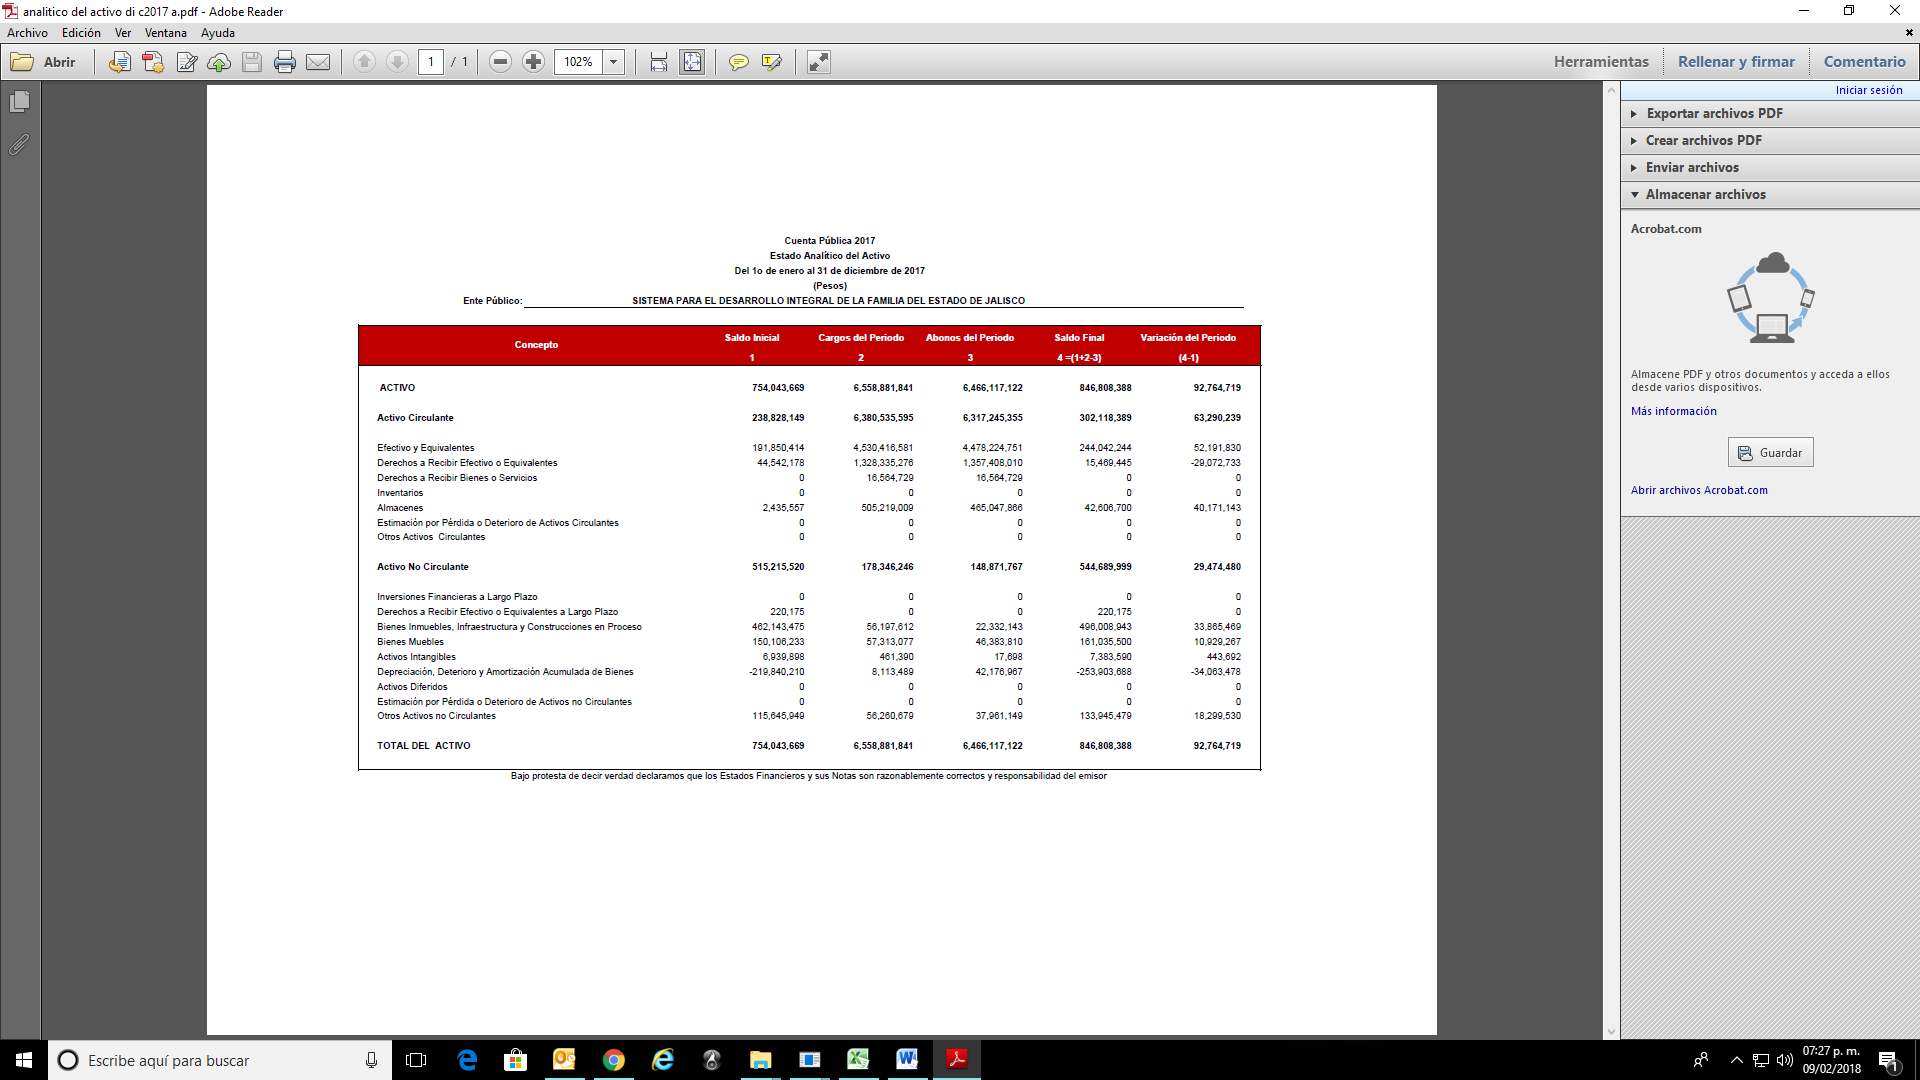 analitico del activo di c2017 a.pdf - Adobe Reader
Archivo Edición Ver Ventana Ayuda
Abrir 1 / 1 102% Herramientas Rellenar y firmar Comentario
Iniciar sesión
Exportar archivos PDF
Crear archivos PDF
Enviar archivos
Almacenar archivos
Acrobat.com
Almacene PDF y otros documentos y acceda a ellos
desde varios dispositivos.
Más información
Guardar
Abrir archivos Acrobat.com
Cuenta Pública 2017
Estado Analítico del Activo
Del 1o de enero al 31 de diciembre de 2017
(Pesos)
Ente Público: SISTEMA PARA EL DESARROLLO INTEGRAL DE LA FAMILIA DEL ESTADO DE JALISCO
Concepto Saldo Inicial Cargos del Periodo Abonos del Periodo Saldo Final Variación del Periodo
1 2 3 4 =(1+2-3) (4-1)
ACTIVO 754,043,669 6,558,881,841 6,466,117,122 846,808,388 92,764,719
Activo Circulante 238,828,149 6,380,535,595 6,317,245,355 302,118,389 63,290,239
Efectivo y Equivalentes 191,850,414 4,530,416,581 4,478,224,751 244,042,244 52,191,830
Derechos a Recibir Efectivo o Equivalentes 44,542,178 1,328,335,276 1,357,408,010 15,469,445 -29,072,733
Derechos a Recibir Bienes o Servicios 0 16,564,729 16,564,729 0 0
Inventarios 0 0 0 0 0
Almacenes 2,435,557 505,219,009 465,047,866 42,606,700 40,171,143
Estimación por Pérdida o Deterioro de Activos Circulantes 0 0 0 0 0
Otros Activos Circulantes 0 0 0 0 0
Activo No Circulante 515,215,520 178,346,246 148,871,767 544,689,999 29,474,480
Inversiones Financieras a Largo Plazo 0 0 0 0 0
Derechos a Recibir Efectivo o Equivalentes a Largo Plazo 220,175 0 0 220,175 0
Bienes Inmuebles, Infraestructura y Construcciones en Proceso 462,143,475 56,197,612 22,332,143 496,008,943 33,865,469
Bienes Muebles 150,106,233 57,313,077 46,383,810 161,035,500 10,929,267
Activos Intangibles 6,939,898 461,390 17,698 7,383,590 443,692
Depreciación, Deterioro y Amortización Acumulada de Bienes -219,840,210 8,113,489 42,176,967 -253,903,688 -34,063,478
Activos Diferidos 0 0 0 0 0
Estimación por Pérdida o Deterioro de Activos no Circulantes 0 0 0 0 0
Otros Activos no Circulantes 115,645,949 56,260,679 37,961,149 133,945,479 18,299,530
TOTAL DEL ACTIVO 754,043,669 6,558,881,841 6,466,117,122 846,808,388 92,764,719
Bajo protesta de decir verdad declaramos que los Estados Financieros y sus Notas son razonablemente correctos y responsabilidad del emisor
Escribe aquí para buscar
07:27 p. m.
09/02/2018
1